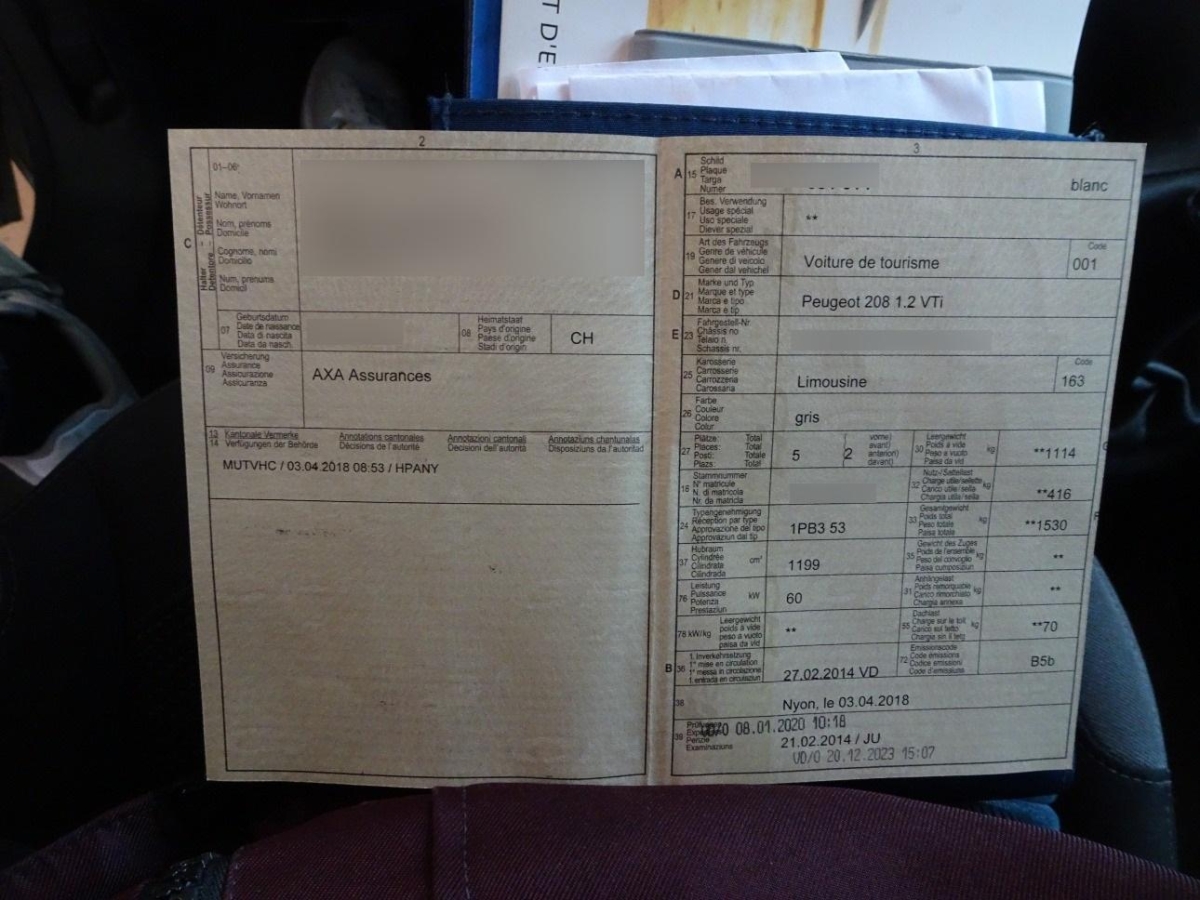 T D'E
2
01–06
Name, Vornamen
Wohnort
Nom, prénoms
Domicile
Cognome, nomi
Domicilio
Num, prenums
Domicil
C
Halter
Détenteur
Detentore
Possessur
07
Geburtsdatum
Date de naissance
Data di nascita
Data da nasch.
08
Heimatstaat
Pays d'origine
Paese d'origine
Stadi d'origin
CH
09
Versicherung
Assurance
Assicurazione
Assicuranza
AXA Assurances
13
14
Kantonale Vermerke
Verfügungen der Behörde
Annotations cantonales
Décisions de l'autorité
Annotazioni cantonali
Decisioni dell'autorità
Annotaziuns chantunalas
Disposiziuns da l'autoritad
MUTVHC / 03.04.2018 08:53 / HPANY
3
A
15
Schild
Plaque
Targa
Numer
blanc
17
Bes. Verwendung
Usage spécial
Uso speciale
Diever spezial
**
19
Art des Fahrzeugs
Genre de véhicule
Genere di veicolo
Gener dal vehichel
Voiture de tourisme
Code
001
D
21
Marke und Typ
Marque et type
Marca e tipo
Marca e tip
Peugeot 208 1.2 VTi
E
23
Fahrgestell-Nr.
Châssis no
Telaio n.
Schassis nr.
25
Karosserie
Carrosserie
Carrozzeria
Carossaria
Limousine
Code
163
26
Farbe
Couleur
Colore
Colur
gris
27
Plätze: Total
Places: Total
Posti: Totale
Plazs: Total
5
(2
vorne)
avant)
anteriori)
davant)
30
Leergewicht
Poids à vide
Peso a vuoto
Paisa da vid
kg
**1114
G
18
Stammnummer
N° matricule
N. di matricola
Nr. da matricla
32
Nutz-/Sattellast
Charge utile/sellette
Carico utile/sella
Chargia utila/sella
kg
**416
24
Typengenehmigung
Réception par type
Approvazione del tipo
Approvaziun dal tip
1PB3 53
33
Gesamtgewicht
Poids total
Peso totale
Paisa totala
kg
**1530
F
37
Hubraum
Cylindrée
Cilindrata
Cilindrada
cm³
1199
35
Gewicht des Zuges
Poids de l'ensemble
Peso del convoglio
Paisa cumposiziun
kg
**
76
Leistung
Puissance
Potenza
Prestaziun
kW
60
31
Anhängelast
Poids remorquable
Carico rimorchiato
Chargia annexa
kg
**
78 kW/kg
Leergewicht
poids à vide
peso a vuoto
paisa da vid
**
55
Dachlast
Charge sur le toit
Carico sul tetto
Chargia sin il tetg
kg
**70
B
36
1. Inverkehrsetzung
1re mise en circulation
1a messa in circolazione
1. entrada en circulaziun
27.02.2014 VD
72
Emissionscode
Code émissions
Codice emissioni
Code d'emissiuns
B5b
38
Nyon, le 03.04.2018
39
Perizie
Examinaziuns
VD/O 08.01.2020 10:18
21.02.2014 / JU
VD/O 20.12.2023 15:07